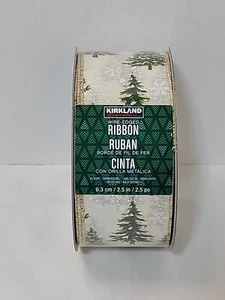 KIRKLAND
WIRE-EDGED
RIBBON
RUBAN
BORDÉ DE FIL DE FER
CINTA
CON ORILLA METÁLICA
6.3 cm / 2.5 in / 2.5 po